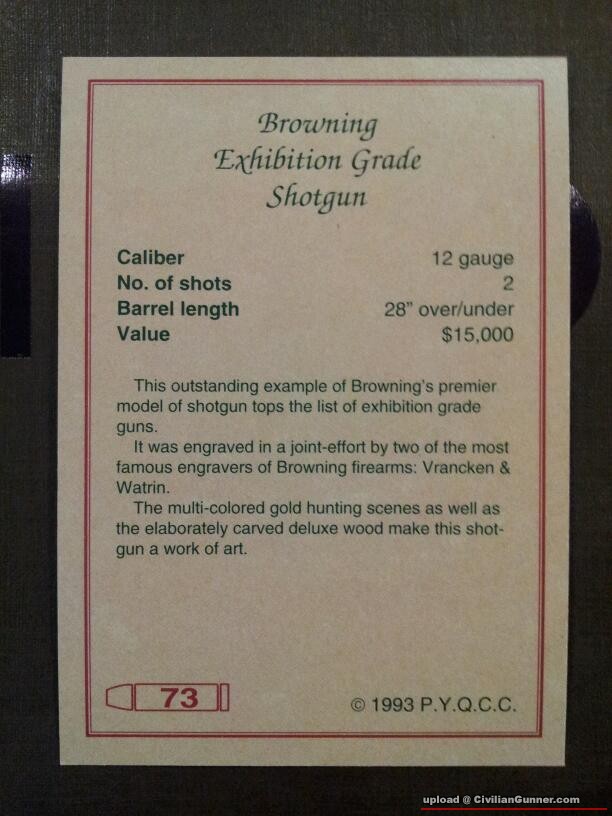 Browning
Exhibition Grade
Shotgun
Caliber 12 gauge
No. of shots 2
Barrel length 28” over/under
Value $15,000
This outstanding example of Browning's premier
model of shotgun tops the list of exhibition grade
guns.
It was engraved in a joint-effort by two of the most
famous engravers of Browning firearms: Vrancken &
Watrin.
The multi-colored gold hunting scenes as well as
the elaborately carved deluxe wood make this shot-
gun a work of art.
73
© 1993 P.Y.Q.C.C.
upload @ CivilianGunner.com